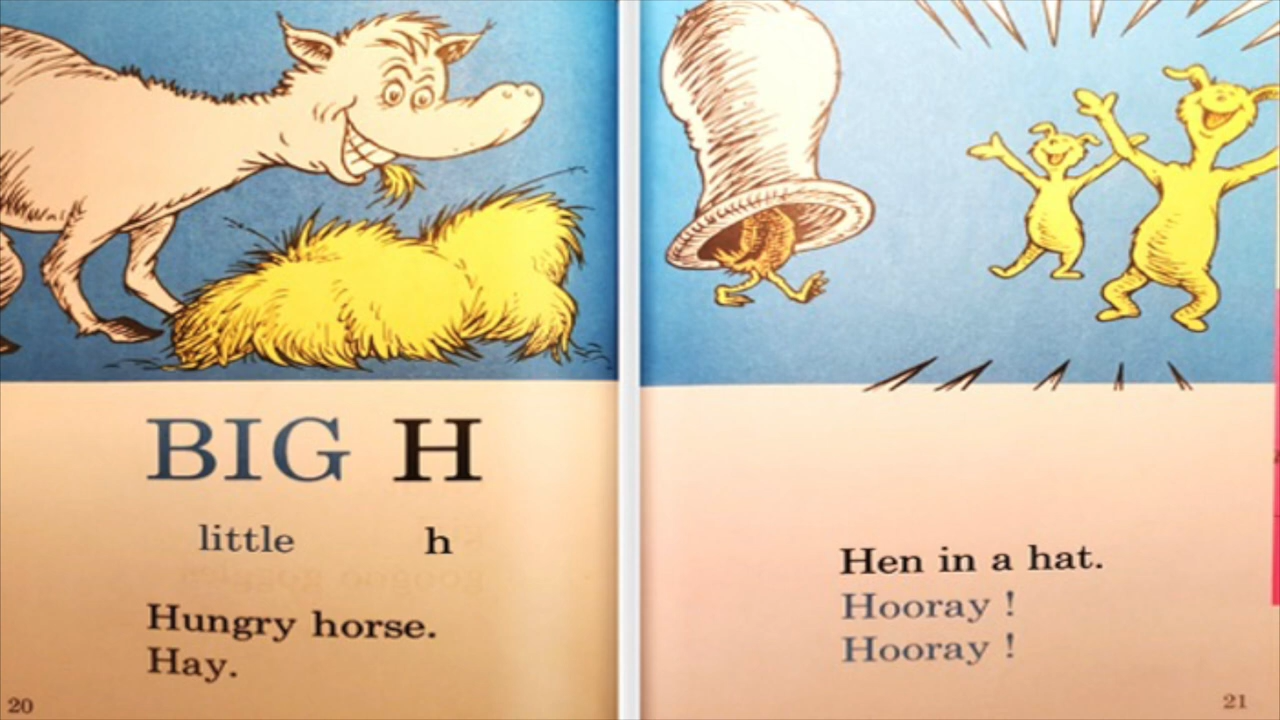 BIG H
little h
Hungry horse.
Hay.
20
Hen in a hat.
Hooray !
Hooray !
21